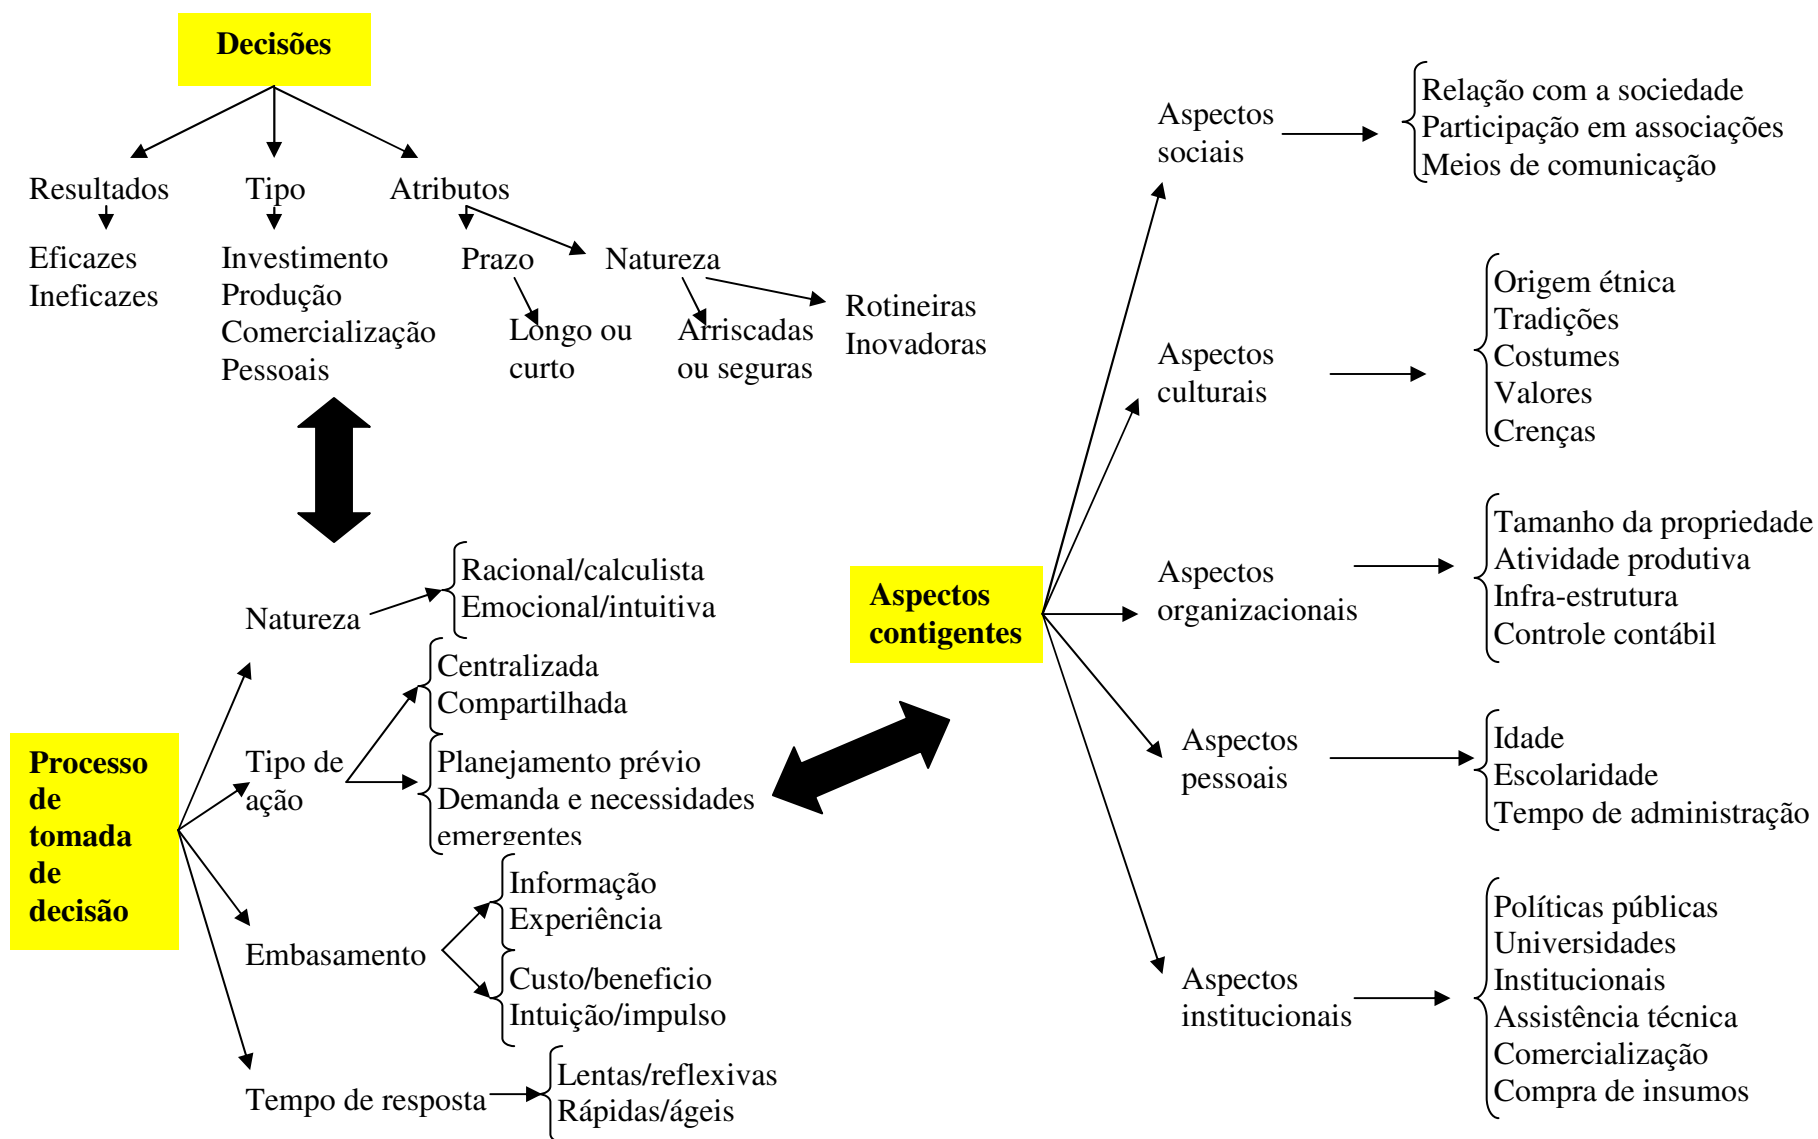 Decisões
Resultados
Tipo
Atributos
Eficazes
Ineficazes
Investimento
Produção
Comercialização
Pessoais
Prazo
Natureza
Longo ou
curto
Arriscadas
ou seguras
Rotineiras
Inovadoras
Processo
de
tomada
de
decisão
Natureza
Racional/calculista
Emocional/intuitiva
Tipo de
ação
Centralizada
Compartilhada
Planejamento prévio
Demanda e necessidades
emergentes
Embasamento
Informação
Experiência
Custo/beneficio
Intuição/impulso
Tempo de resposta
Lentas/reflexivas
Rápidas/ágeis
Aspectos
contigentes
Aspectos
sociais
Relação com a sociedade
Participação em associações
Meios de comunicação
Aspectos
culturais
Origem étnica
Tradições
Costumes
Valores
Crenças
Aspectos
organizacionais
Tamanho da propriedade
Atividade produtiva
Infra-estrutura
Controle contábil
Aspectos
pessoais
Idade
Escolaridade
Tempo de administração
Aspectos
institucionais
Políticas públicas
Universidades
Institucionais
Assistência técnica
Comercialização
Compra de insumos